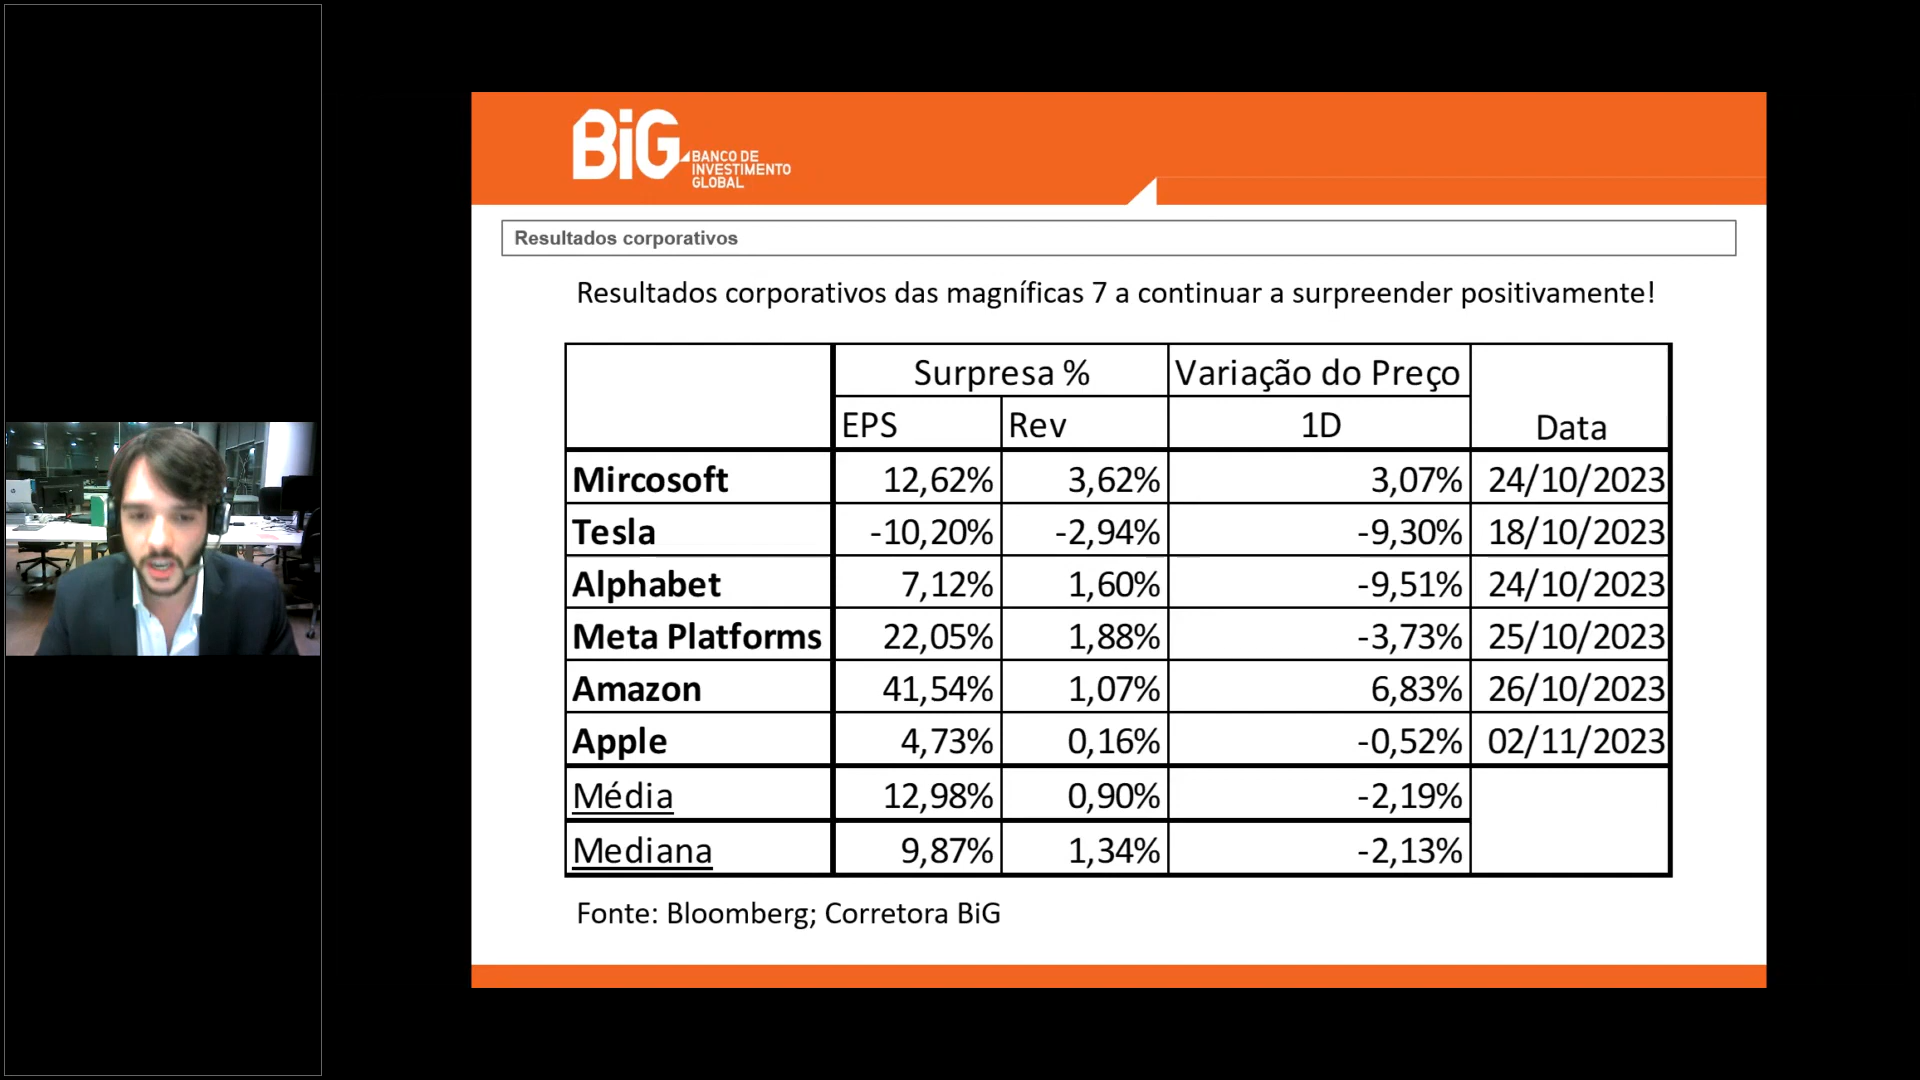 BiG BANCO DE
INVESTIMENTO
GLOBAL
Resultados corporativos
Resultados corporativos das magníficas 7 a continuar a surpreender positivamente!
Surpresa % Variação do Preço
EPS Rev 1D Data
Mircosoft 12,62% 3,62% 3,07% 24/10/2023
Tesla -10,20% -2,94% -9,30% 18/10/2023
Alphabet 7,12% 1,60% -9,51% 24/10/2023
Meta Platforms 22,05% 1,88% -3,73% 25/10/2023
Amazon 41,54% 1,07% 6,83% 26/10/2023
Apple 4,73% 0,16% -0,52% 02/11/2023
Média 12,98% 0,90% -2,19%
Mediana 9,87% 1,34% -2,13%
Fonte: Bloomberg; Corretora BiG